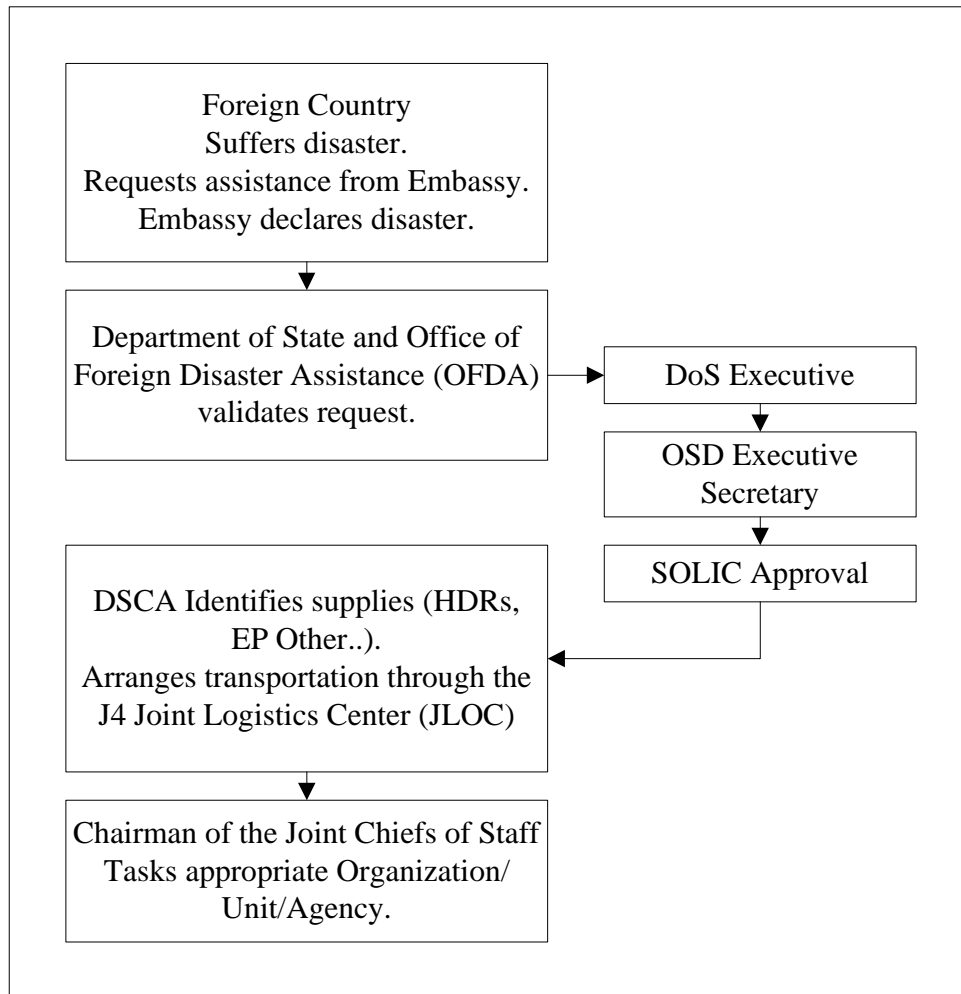 Foreign Country
Suffers disaster.
Requests assistance from Embassy.
Embassy declares disaster.
Department of State and Office of
Foreign Disaster Assistance (OFDA)
validates request.
DoS Executive
OSD Executive
Secretary
SOLIC Approval
DSCA Identifies supplies (HDRs,
EP Other..).
Arranges transportation through the
J4 Joint Logistics Center (JLOC)
Chairman of the Joint Chiefs of Staff
Tasks appropriate Organization/
Unit/Agency.